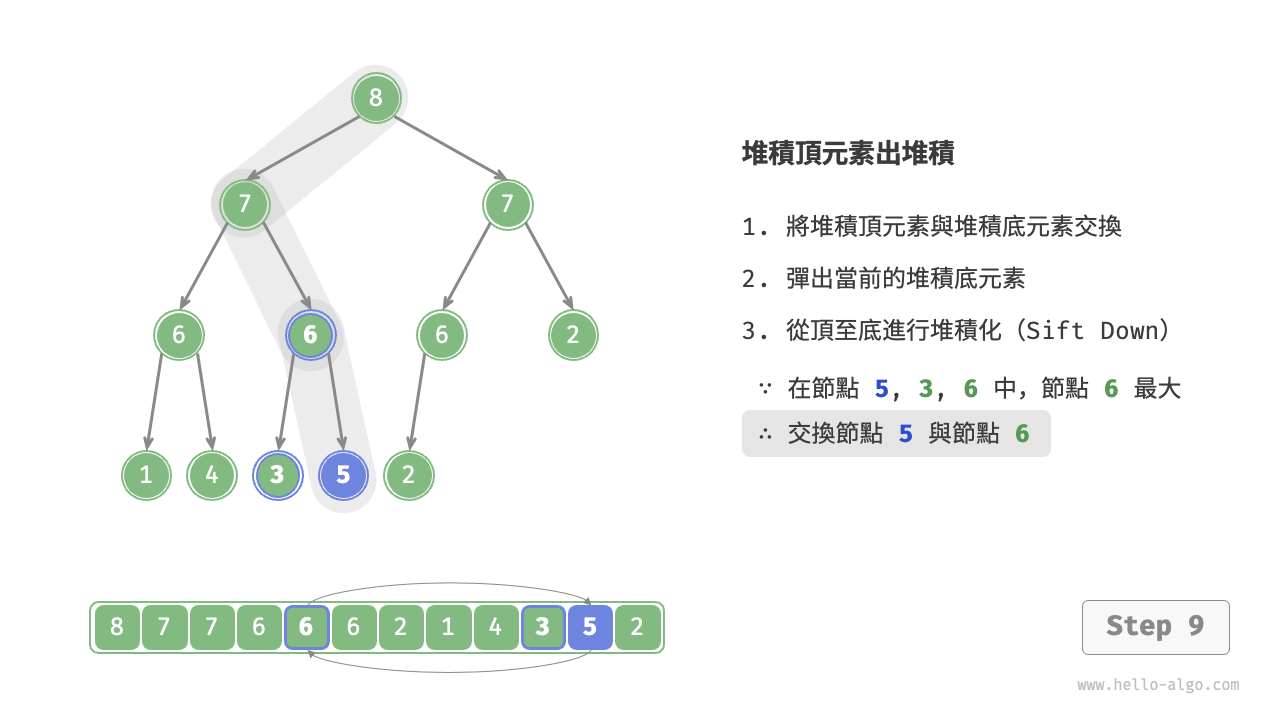 8
7 7
6 6 6 2
1 4 3 5 2
8 7 7 6 6 6 2 1 4 3 5 2
堆積頂元素出堆積
1. 將堆積頂元素與堆積底元素交換
2. 彈出當前的堆積底元素
3. 從頂至底進行堆積化（Sift Down）
∵ 在節點 5, 3, 6 中，節點 6 最大
∴ 交換節點 5 與節點 6
Step 9
www.hello-algo.com